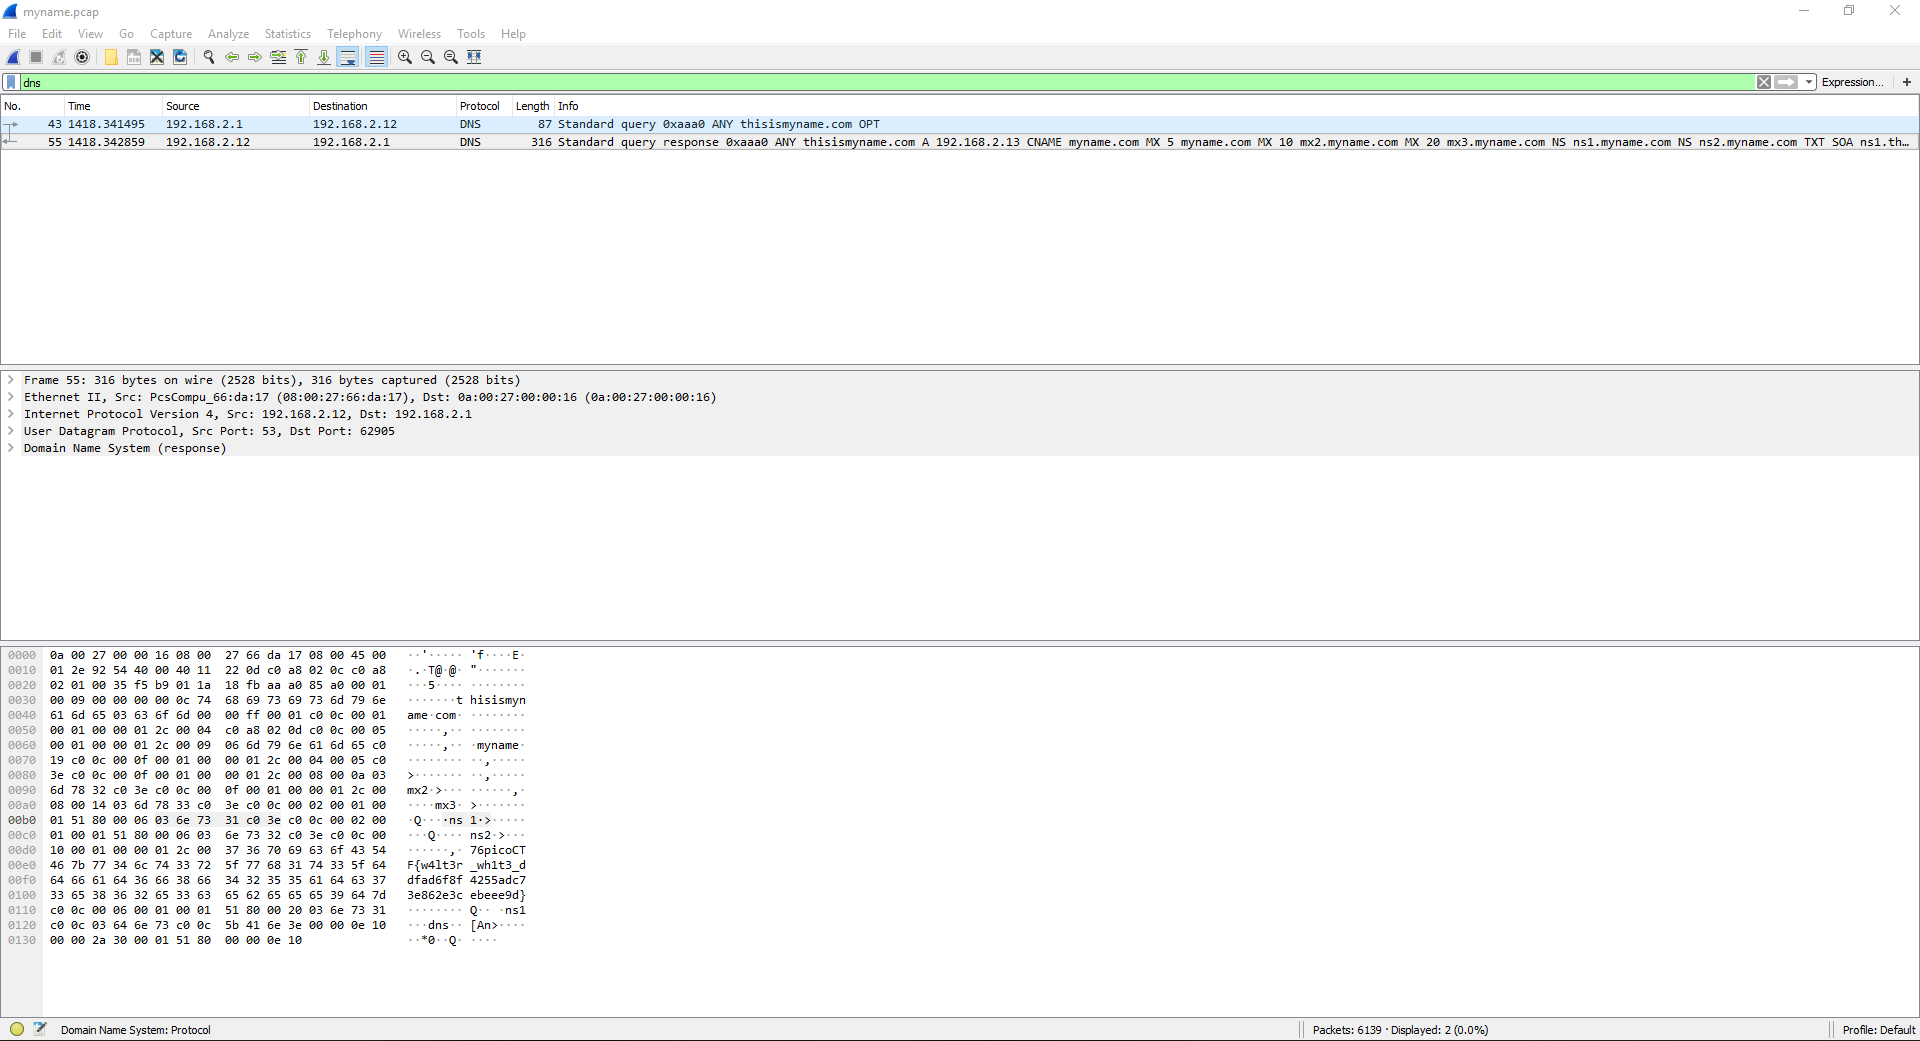 myname.pcap
File Edit View Go Capture Analyze Statistics Telephony Wireless Tools Help
dns Expression... +
No. Time Source Destination Protocol Length Info
43 1418.341495 192.168.2.1 192.168.2.12 DNS 87 Standard query 0xaaa0 ANY thisismyname.com OPT
55 1418.342859 192.168.2.12 192.168.2.1 DNS 316 Standard query response 0xaaa0 ANY thisismyname.com A 192.168.2.13 CNAME myname.com MX 5 myname.com MX 10 mx2.myname.com MX 20 mx3.myname.com NS ns1.myname.com NS ns2.myname.com TXT SOA ns1.th…
Frame 55: 316 bytes on wire (2528 bits), 316 bytes captured (2528 bits)
Ethernet II, Src: PcsCompu_66:da:17 (08:00:27:66:da:17), Dst: 0a:00:27:00:00:16 (0a:00:27:00:00:16)
Internet Protocol Version 4, Src: 192.168.2.12, Dst: 192.168.2.1
User Datagram Protocol, Src Port: 53, Dst Port: 62905
Domain Name System (response)
0000 0a 00 27 00 00 16 08 00 27 66 da 17 08 00 45 00 ··'····· 'f····E·
0010 01 2e 92 54 40 00 40 11 22 0d c0 a8 02 0c c0 a8 ·.·T@·@· "·······
0020 02 01 00 35 f5 b9 01 1a 18 fb aa a0 85 a0 00 01 ···5···· ········
0030 00 09 00 00 00 00 0c 74 68 69 73 69 73 6d 79 6e ·······t hisismyn
0040 61 6d 65 03 63 6f 6d 00 00 ff 00 01 c0 0c 00 01 ame·com· ········
0050 00 01 00 00 01 2c 00 04 c0 a8 02 0d c0 0c 00 05 ·····,·· ········
0060 00 01 00 00 01 2c 00 09 06 6d 79 6e 61 6d 65 c0 ·····,·· ·myname·
0070 19 c0 0c 00 0f 00 01 00 00 01 2c 00 04 00 05 c0 ········ ··,·····
0080 3e c0 0c 00 0f 00 01 00 00 01 2c 00 08 00 0a 03 >······· ··,·····
0090 6d 78 32 c0 3e c0 0c 00 0f 00 01 00 00 01 2c 00 mx2·>··· ······,·
00a0 08 00 14 03 6d 78 33 c0 3e c0 0c 00 02 00 01 00 ····mx3· >·······
00b0 01 51 80 00 06 03 6e 73 31 c0 3e c0 0c 00 02 00 ·Q····ns 1·>·····
00c0 01 00 01 51 80 00 06 03 6e 73 32 c0 3e c0 0c 00 ···Q···· ns2·>···
00d0 10 00 01 00 00 01 2c 00 37 36 70 69 63 6f 43 54 ······,· 76picoCT
00e0 46 7b 77 34 6c 74 33 72 5f 77 68 31 74 33 5f 64 F{w4lt3r _wh1t3_d
00f0 64 66 61 64 36 66 38 66 34 32 35 35 61 64 63 37 dfad6f8f 4255adc7
0100 33 65 38 36 32 65 33 63 65 62 65 65 65 39 64 7d 3e862e3c ebeee9d}
0110 c0 0c 00 06 00 01 00 01 51 80 00 20 03 6e 73 31 ········ Q·· ·ns1
0120 c0 0c 03 64 6e 73 c0 0c 5b 41 6e 3e 00 00 0e 10 ···dns·· [An>····
0130 00 00 2a 30 00 01 51 80 00 00 0e 10 ··*0··Q· ····
Domain Name System: Protocol Packets: 6139 · Displayed: 2 (0.0%) Profile: Default